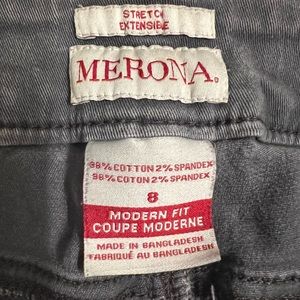 STRETCH
EXTENSIBLE
MERONA
98% COTTON 2% SPANDEX
98% COTTON 2% SPANDEX
8
MODERN FIT
COUPE MODERNE
MADE IN BANGLADESH
FABRIQUÉ AU BANGLADESH